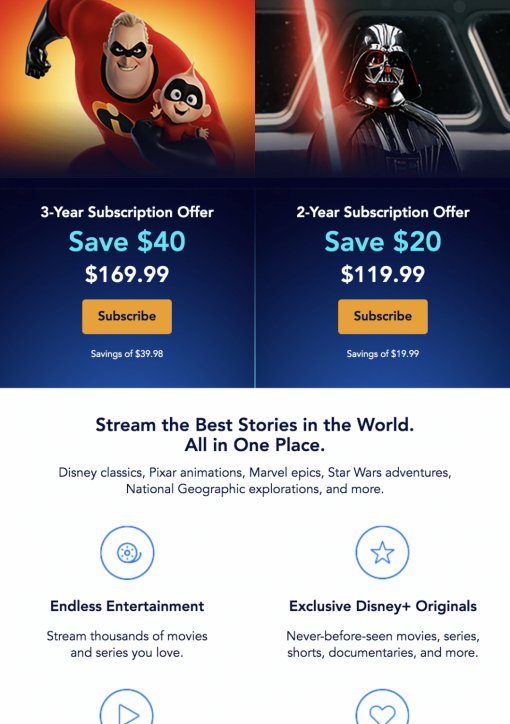 3-Year Subscription Offer
Save $40
$169.99
Subscribe
Savings of $39.98
2-Year Subscription Offer
Save $20
$119.99
Subscribe
Savings of $19.99
Stream the Best Stories in the World.
All in One Place.
Disney classics, Pixar animations, Marvel epics, Star Wars adventures,
National Geographic explorations, and more.
Endless Entertainment
Stream thousands of movies
and series you love.
Exclusive Disney+ Originals
Never-before-seen movies, series,
shorts, documentaries, and more.